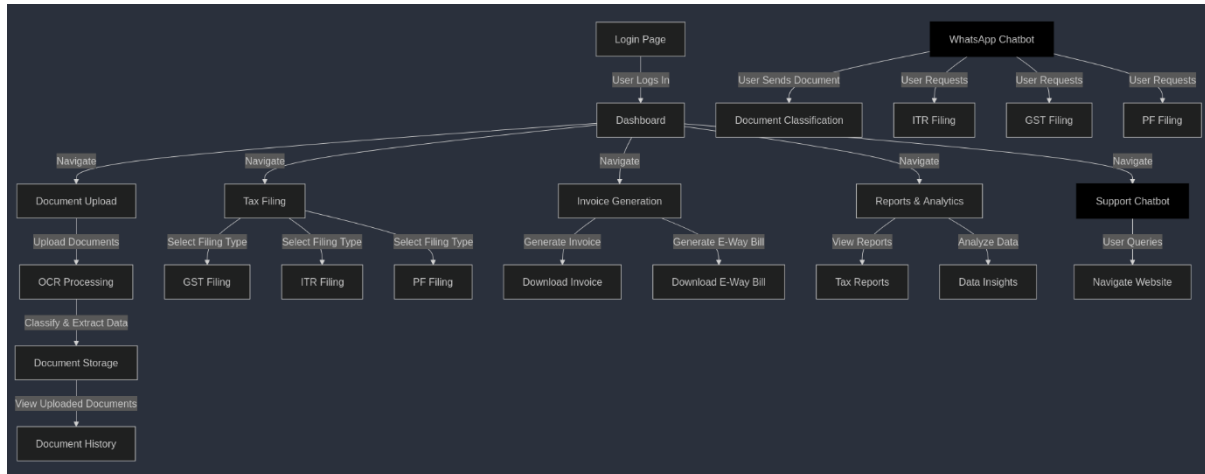 Login Page
WhatsApp Chatbot
User Logs In
User Sends Document
User Requests
User Requests
User Requests
Dashboard
Document Classification
ITR Filing
GST Filing
PF Filing
Navigate
Navigate
Navigate
Navigate
Navigate
Document Upload
Tax Filing
Invoice Generation
Reports & Analytics
Support Chatbot
Upload Documents
Select Filing Type
Select Filing Type
Select Filing Type
Generate Invoice
Generate E-Way Bill
View Reports
Analyze Data
User Queries
OCR Processing
GST Filing
ITR Filing
PF Filing
Download Invoice
Download E-Way Bill
Tax Reports
Data Insights
Navigate Website
Classify & Extract Data
Document Storage
View Uploaded Documents
Document History